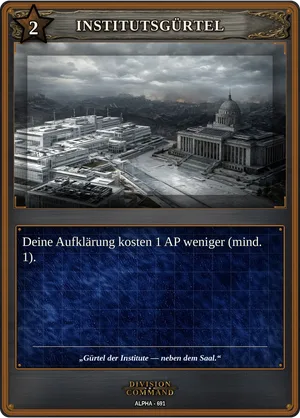 2
INSTITUTSGÜRTEL
Deine Aufklärung kosten 1 AP weniger (mind.
1).
„Gürtel der Institute — neben dem Saal.“
DIVISION
COMMAND
ALPHA - 691